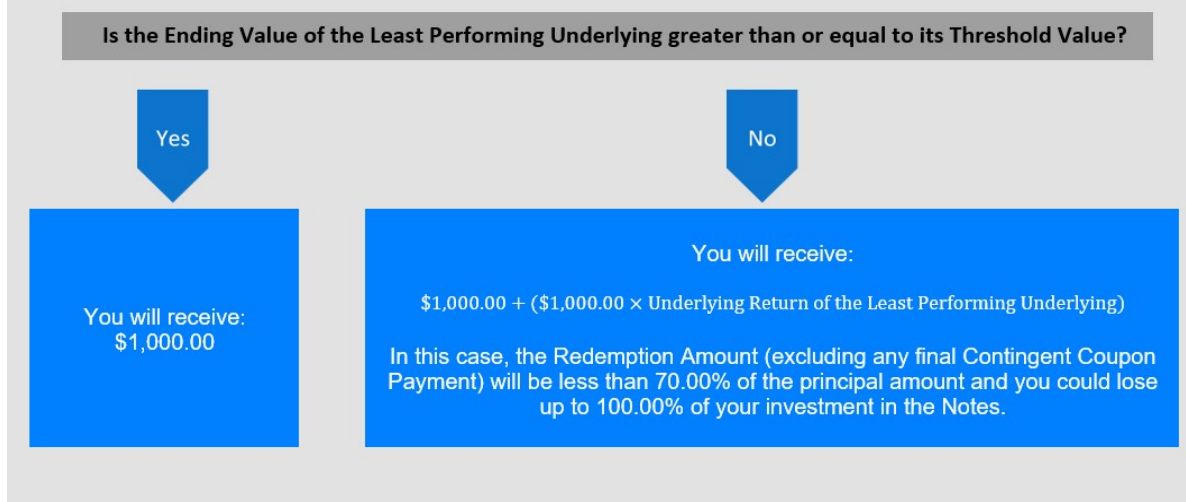 Is the Ending Value of the Least Performing Underlying greater than or equal to its Threshold Value?
Yes
No
You will receive:
$1,000.00
You will receive:
$1,000.00 + ($1,000.00 × Underlying Return of the Least Performing Underlying)
In this case, the Redemption Amount (excluding any final Contingent Coupon
Payment) will be less than 70.00% of the principal amount and you could lose
up to 100.00% of your investment in the Notes.